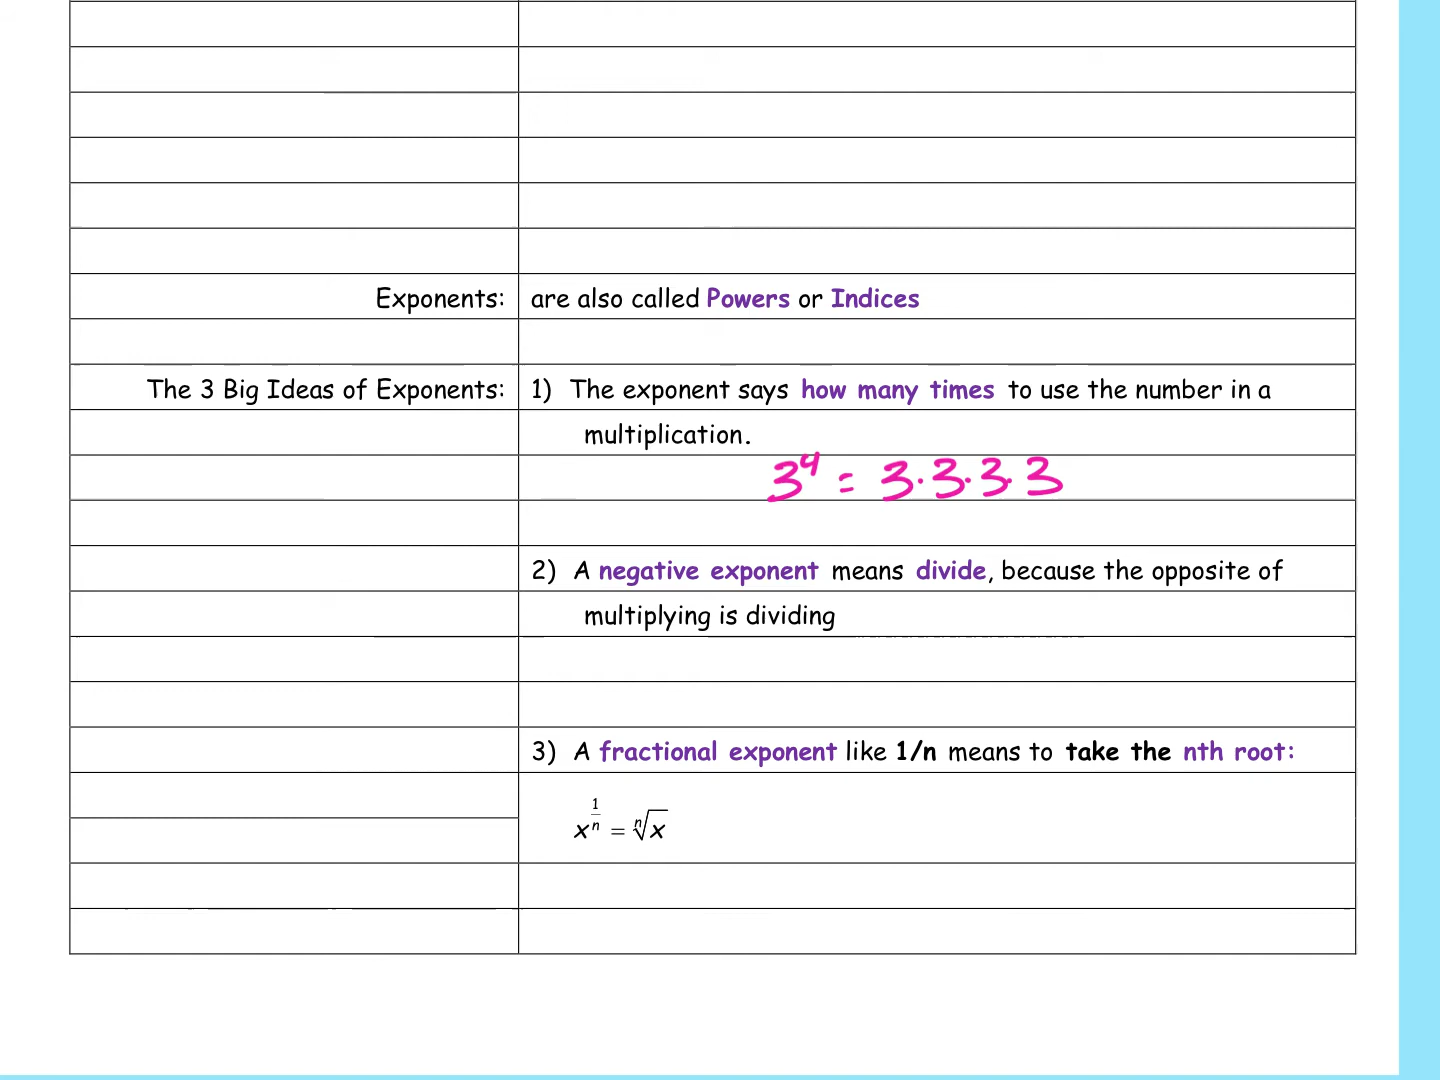 Exponents: are also called Powers or Indices
The 3 Big Ideas of Exponents: 1) The exponent says how many times to use the number in a
multiplication.
3⁴ = 3·3·3·3
2) A negative exponent means divide, because the opposite of
multiplying is dividing
3) A fractional exponent like 1/n means to take the nth root:
x^(1/n) = ⁿ√x